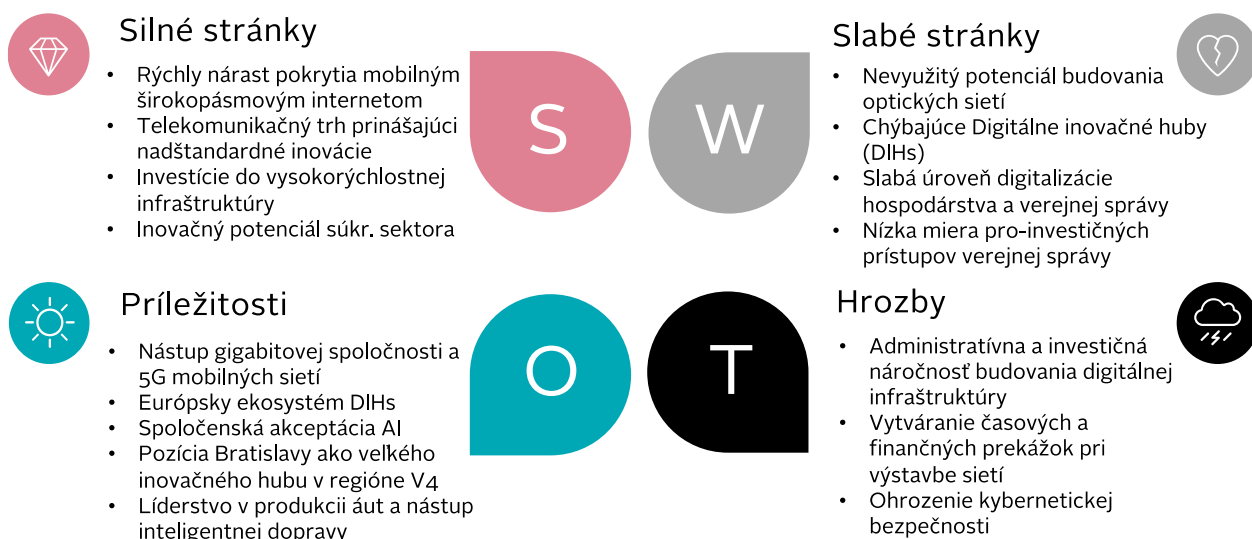 Silné stránky
• Rýchly nárast pokrytia mobilným
širokopásmovým internetom
• Telekomunikačný trh prinášajúci
nadštandardné inovácie
• Investície do vysokorýchlostnej
infraštruktúry
• Inovačný potenciál súkr. sektora
S
W
Slabé stránky
• Nevyužitý potenciál budovania
optických sietí
• Chýbajúce Digitálne inovačné huby
(DIHs)
• Slabá úroveň digitalizácie
hospodárstva a verejnej správy
• Nízka miera pro-investičných
prístupov verejnej správy
Príležitosti
• Nástup gigabitovej spoločnosti a
5G mobilných sietí
• Európsky ekosystém DIHs
• Spoločenská akceptácia AI
• Pozícia Bratislavy ako veľkého
inovačného hubu v regióne V4
• Líderstvo v produkcii áut a nástup
inteligentnej dopravy
O
T
Hrozby
• Administratívna a investičná
náročnosť budovania digitálnej
infraštruktúry
• Vytváranie časových a
finančných prekážok pri
výstavbe sietí
• Ohrozenie kybernetickej
bezpečnosti